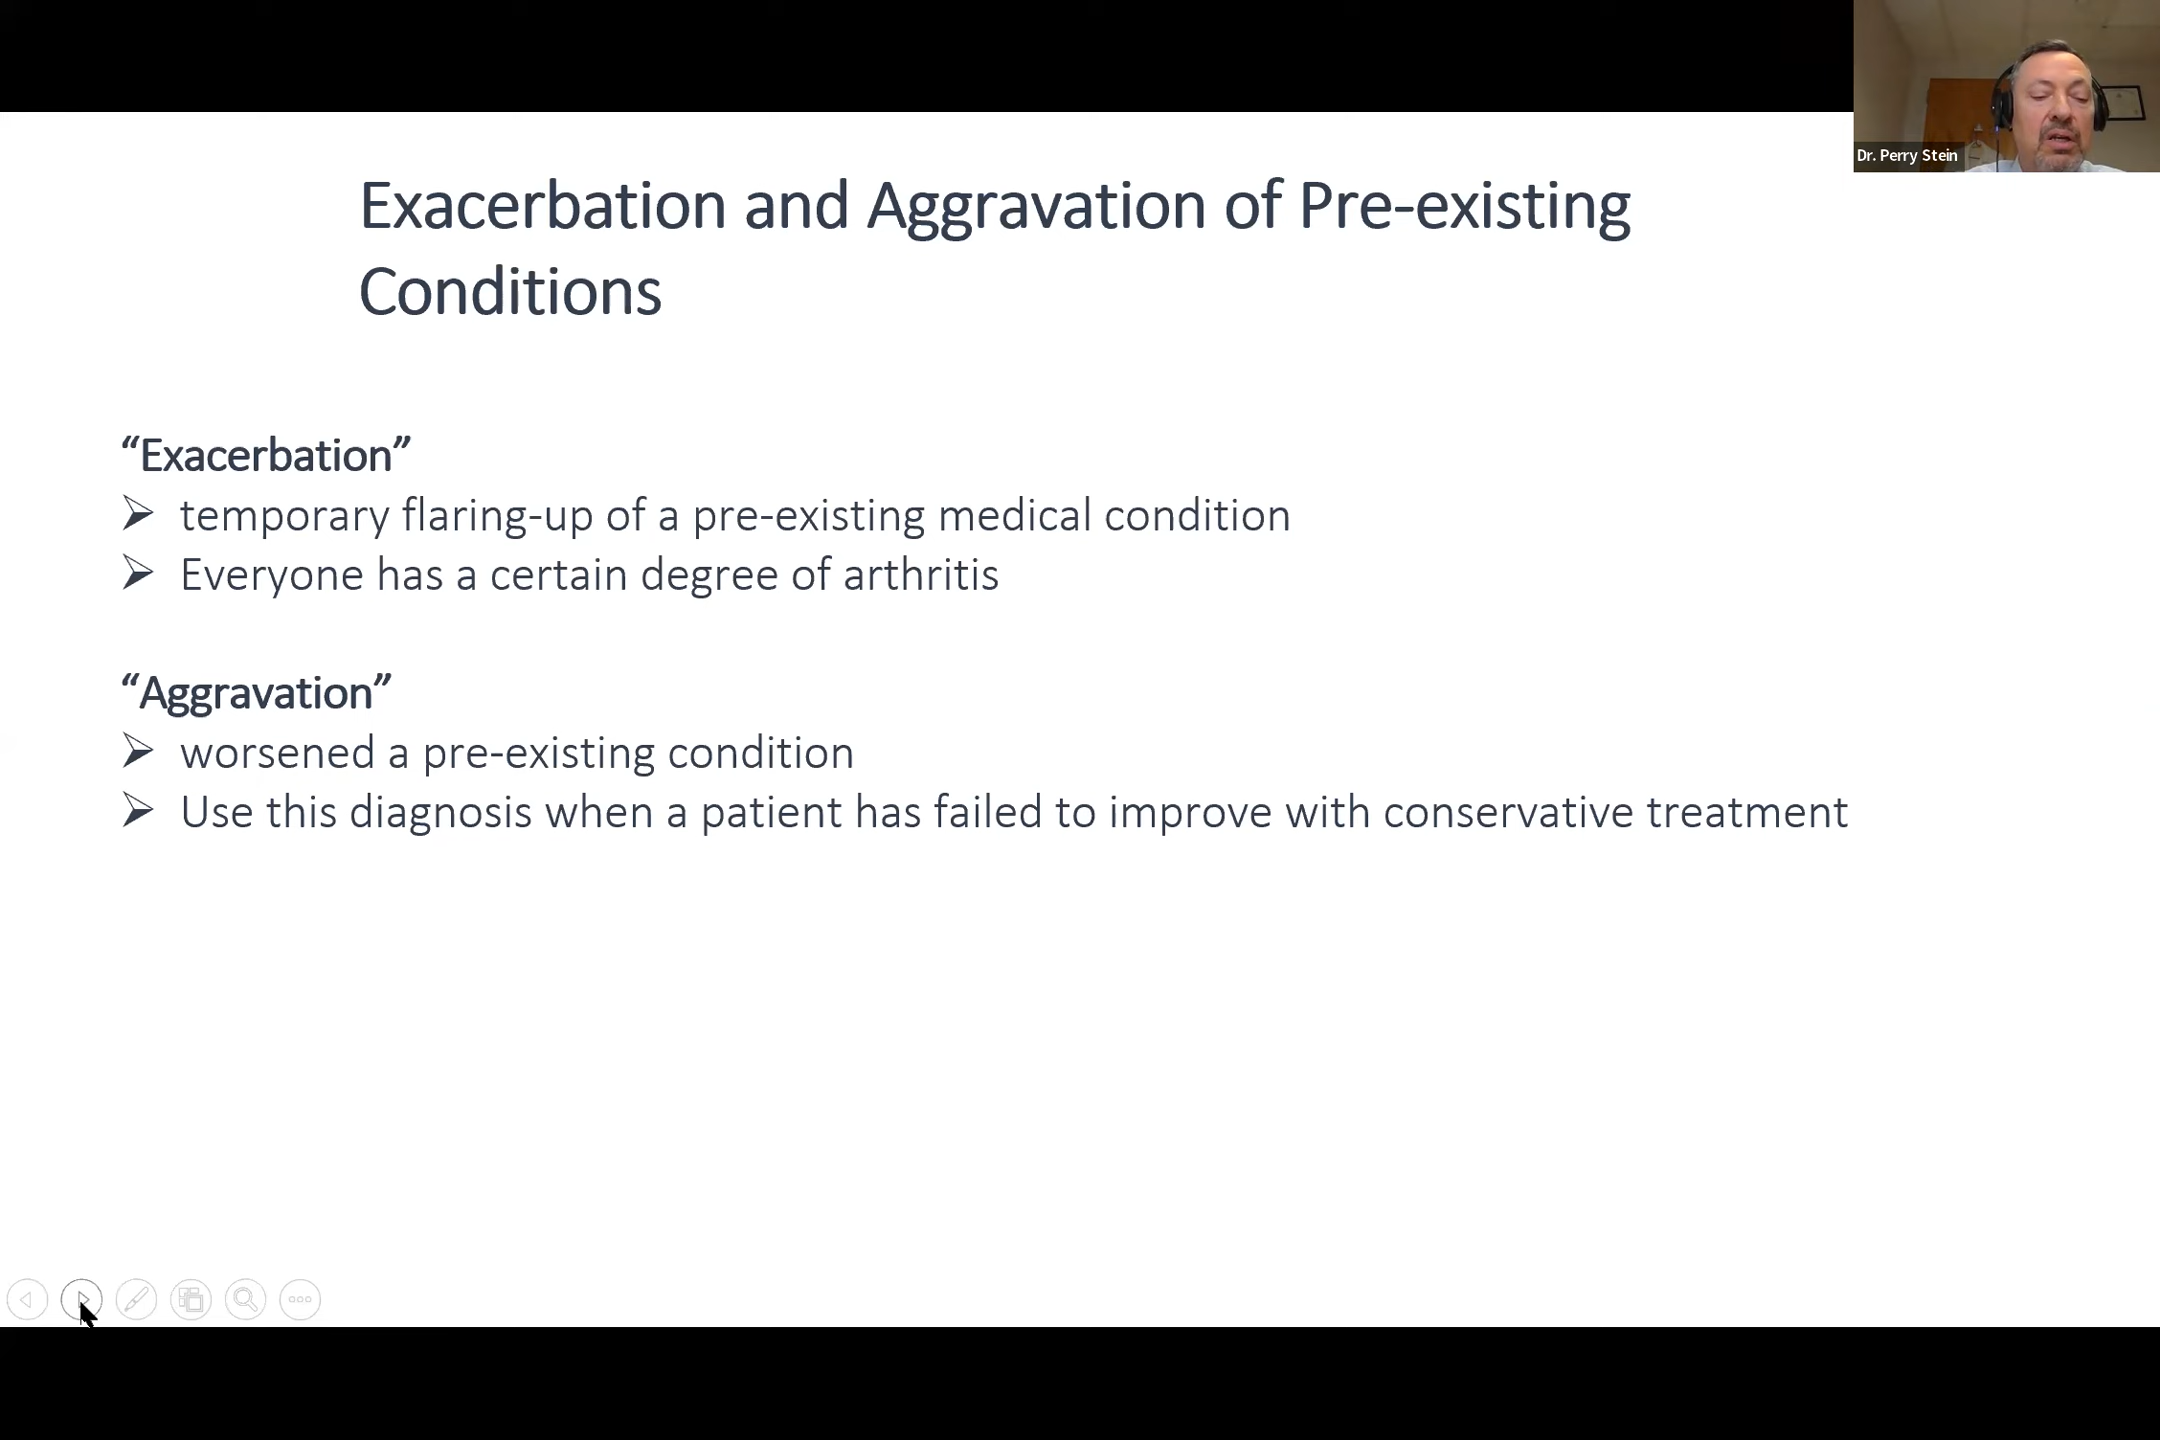 Dr. Perry Stein
Exacerbation and Aggravation of Pre-existing
Conditions
“Exacerbation”
temporary flaring-up of a pre-existing medical condition
Everyone has a certain degree of arthritis
“Aggravation”
worsened a pre-existing condition
Use this diagnosis when a patient has failed to improve with conservative treatment